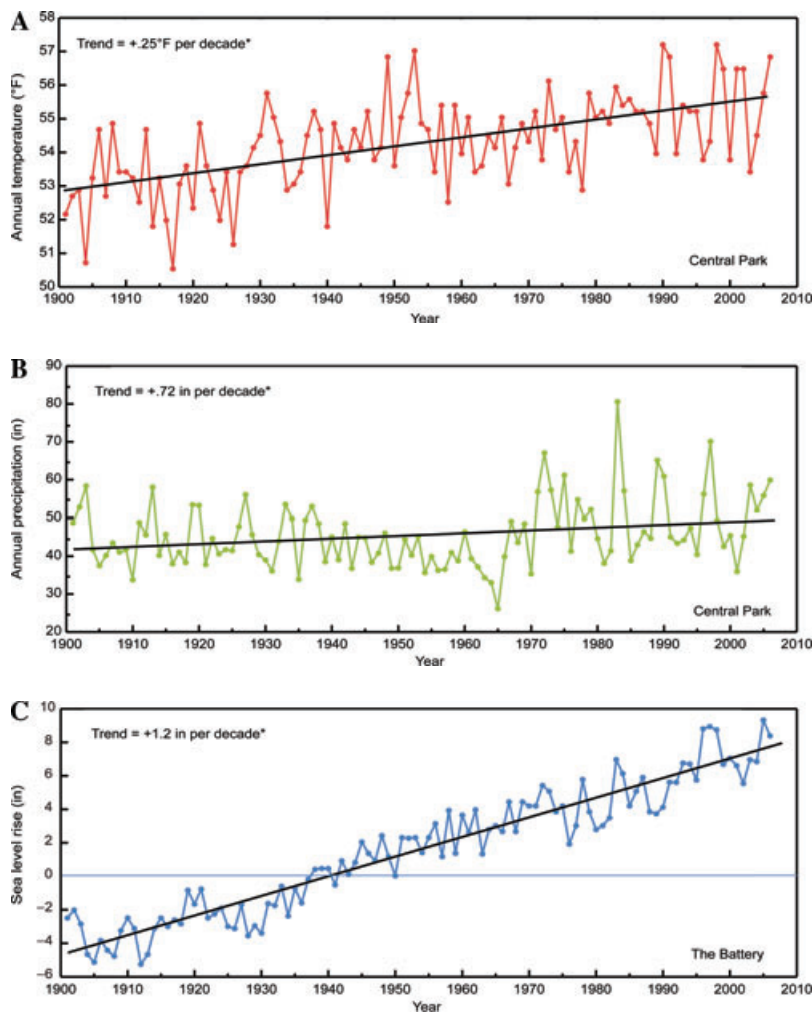 A
58
57
56
55
54
53
52
51
50
Annual temperature (°F)
Trend = +.25°F per decade*
Central Park
1900 1910 1920 1930 1940 1950 1960 1970 1980 1990 2000 2010
Year
B
90
80
70
60
50
40
30
20
Annual precipitation (in)
Trend = +.72 in per decade*
Central Park
1900 1910 1920 1930 1940 1950 1960 1970 1980 1990 2000 2010
Year
C
10
8
6
4
2
0
−2
−4
−6
Sea level rise (in)
Trend = +1.2 in per decade*
The Battery
1900 1910 1920 1930 1940 1950 1960 1970 1980 1990 2000 2010
Year